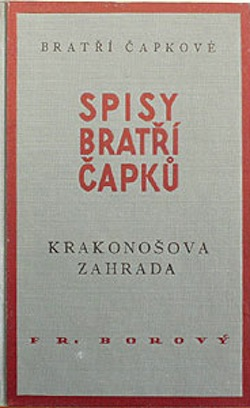 BRATŘÍ ČAPKOVÉ
SPISY
BRATŘÍ
ČAPKŮ
KRAKONOŠOVA
ZAHRADA
FR. BOROVÝ